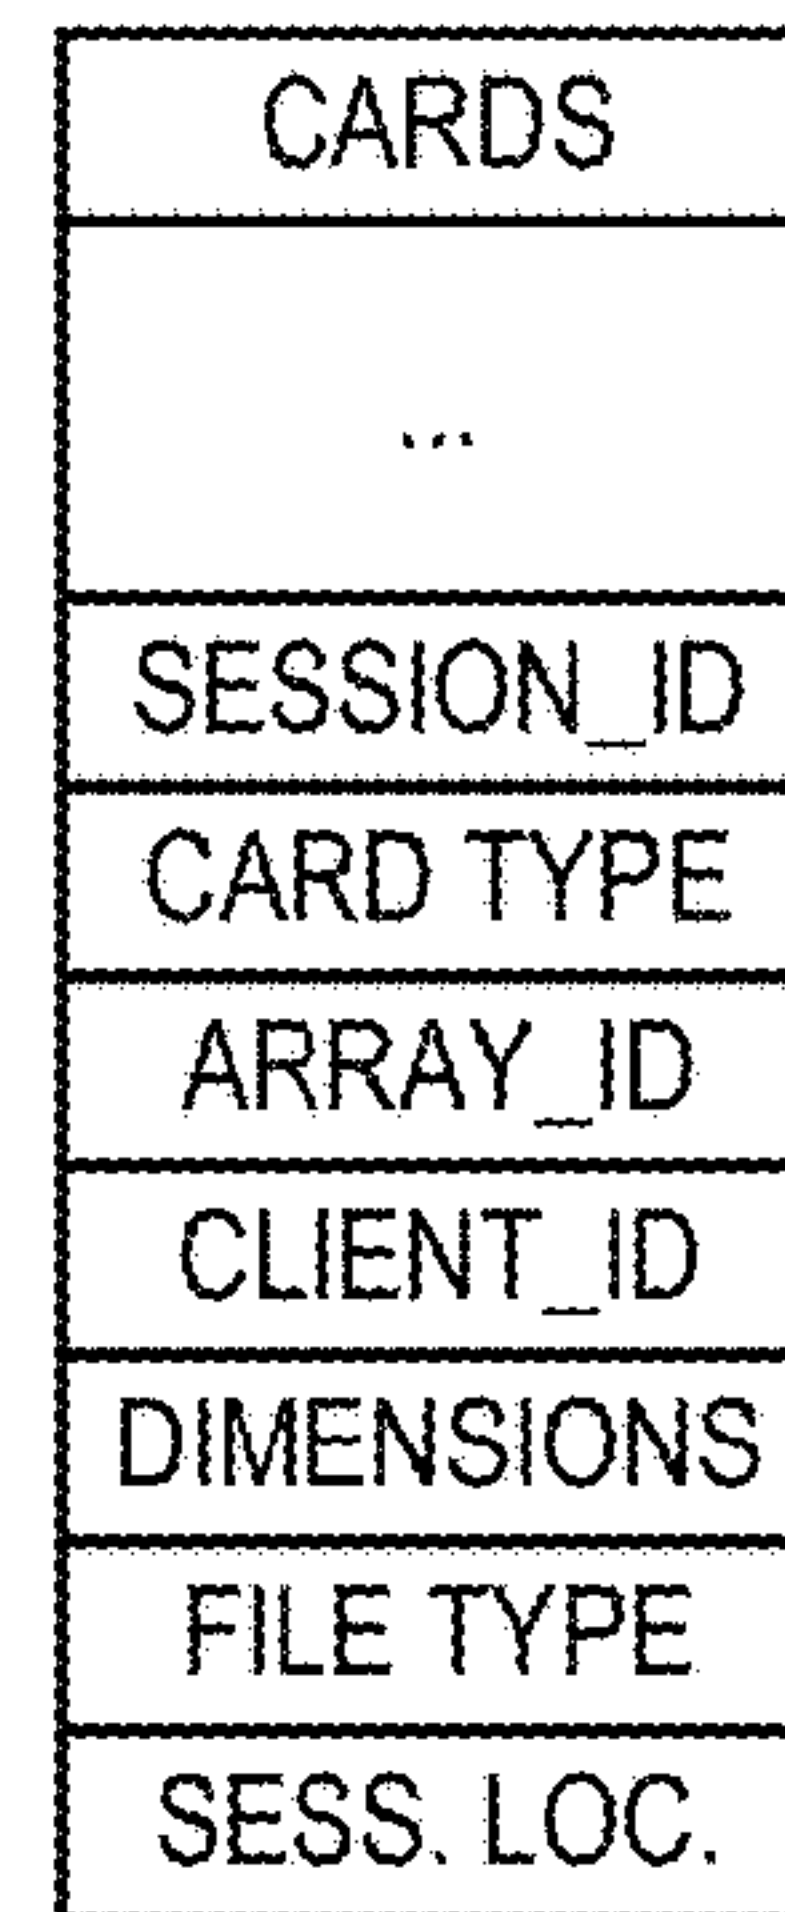 CARDS
...
SESSION_ID
CARD TYPE
ARRAY_ID
CLIENT_ID
DIMENSIONS
FILE TYPE
SESS. LOC.